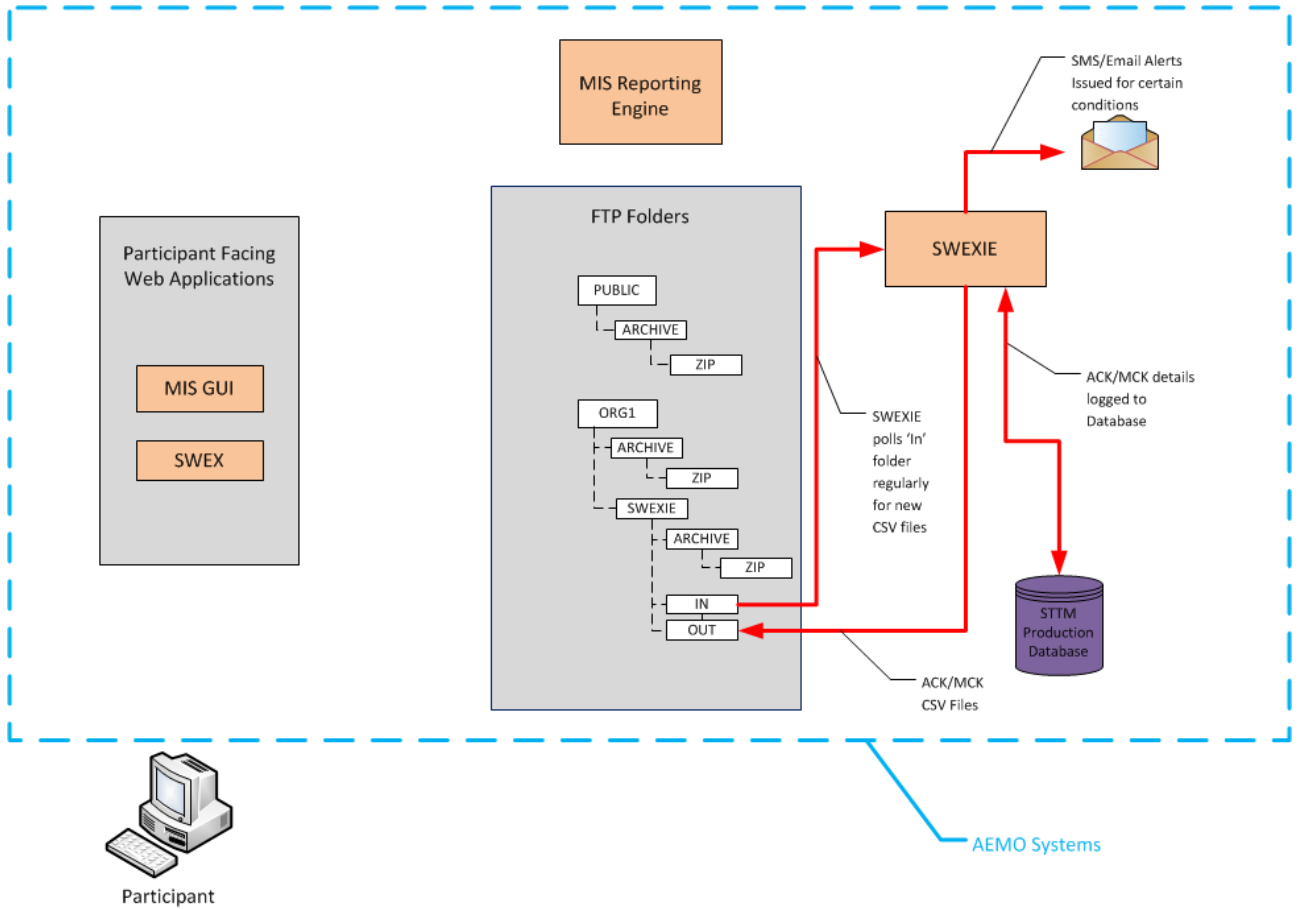 MIS Reporting
Engine
SMS/Email Alerts
Issued for certain
conditions
Participant Facing
Web Applications
MIS GUI
SWEX
FTP Folders
PUBLIC
ARCHIVE
ZIP
ORG1
ARCHIVE
ZIP
SWEXIE
ARCHIVE
ZIP
IN
OUT
SWEXIE
SWEXIE
polls ‘In’
folder
regularly
for new
CSV files
ACK/MCK details
logged to
Database
STTM
Production
Database
ACK/MCK
CSV Files
AEMO Systems
Participant